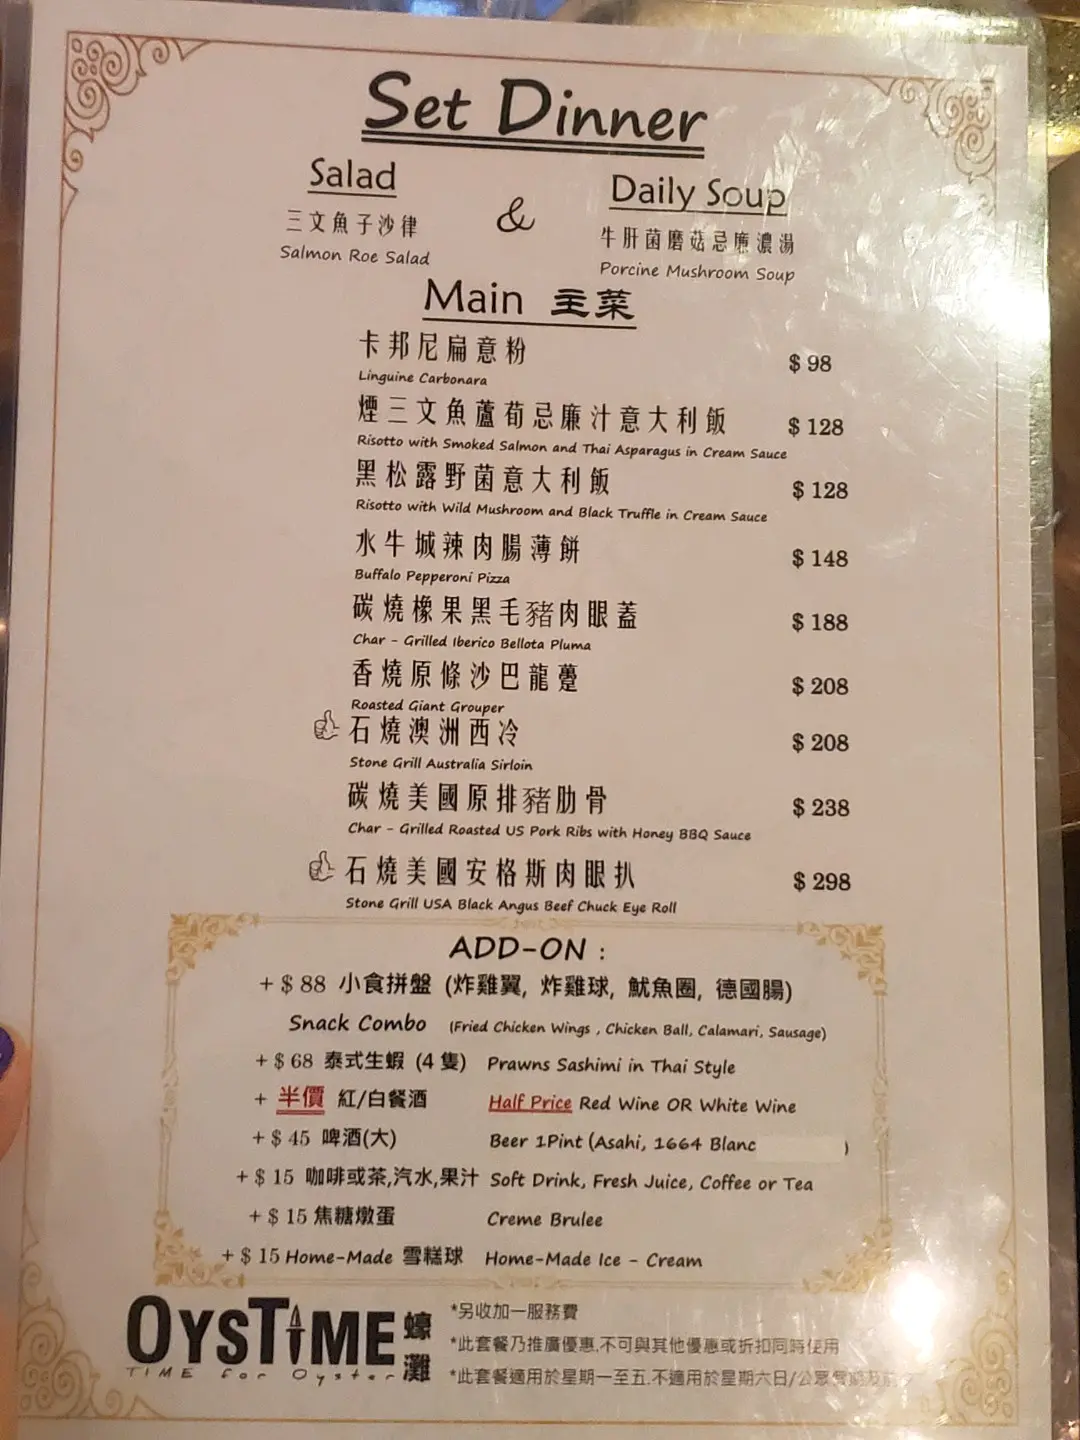 Set Dinner
Salad & Daily Soup
三文魚子沙律 牛肝菌磨菇忌廉濃湯
Salmon Roe Salad Porcine Mushroom Soup
Main 主菜
卡邦尼扁意粉 $ 98
Linguine Carbonara
煙三文魚蘆荀忌廉汁意大利飯 $ 128
Risotto with Smoked Salmon and Thai Asparagus in Cream Sauce
黑松露野菌意大利飯 $ 128
Risotto with Wild Mushroom and Black Truffle in Cream Sauce
水牛城辣肉腸薄餅 $ 148
Buffalo Pepperoni Pizza
碳燒橡果黑毛豬肉眼蓋 $ 188
Char - Grilled Iberico Bellota Pluma
香燒原條沙巴龍躉 $ 208
Roasted Giant Grouper
石燒澳洲西冷 $ 208
Stone Grill Australia Sirloin
碳燒美國原排豬肋骨 $ 238
Char - Grilled Roasted US Pork Ribs with Honey BBQ Sauce
石燒美國安格斯肉眼扒 $ 298
Stone Grill USA Black Angus Beef Chuck Eye Roll
ADD-ON :
+ $ 88 小食拼盤 (炸雞翼, 炸雞球, 魷魚圈, 德國腸)
Snack Combo (Fried Chicken Wings , Chicken Ball, Calamari, Sausage)
+ $ 68 泰式生蝦 (4 隻) Prawns Sashimi in Thai Style
+ 半價 紅/白餐酒 Half Price Red Wine OR White Wine
+ $ 45 啤酒(大) Beer 1Pint (Asahi, 1664 Blanc )
+ $ 15 咖啡或茶,汽水,果汁 Soft Drink, Fresh Juice, Coffee or Tea
+ $ 15 焦糖燉蛋 Creme Brulee
+ $ 15 Home-Made 雪糕球 Home-Made Ice - Cream
OYSTIME 蠔灘
TIME for Oyster
*另收加一服務費
*此套餐乃推廣優惠,不可與其他優惠或折扣同時使用
*此套餐適用於星期一至五,不適用於星期六日/公眾假期及前夕